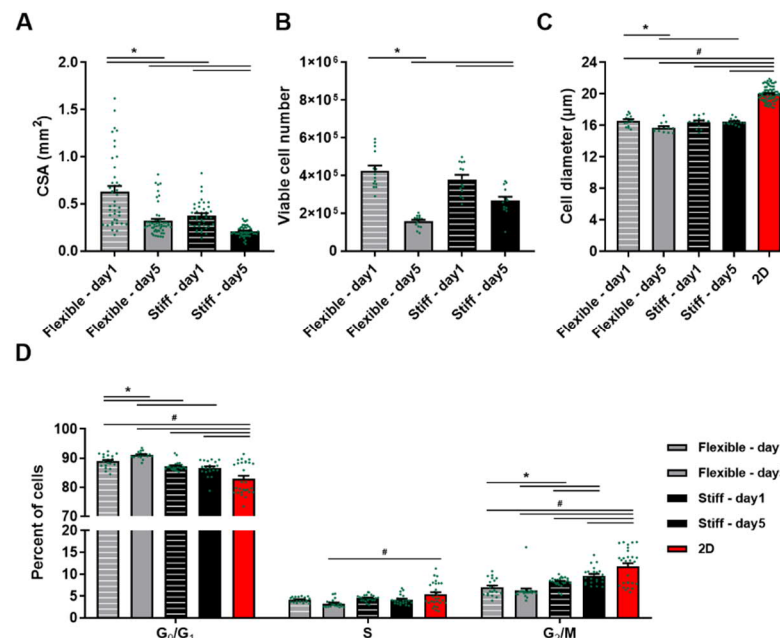 A
B
C
*
*
*
#
CSA (mm²)
2.0
1.5
1.0
0.5
0.0
Flexible - day1
Flexible - day5
Stiff - day1
Stiff - day5
Viable cell number
1×10⁶
8×10⁵
6×10⁵
4×10⁵
2×10⁵
0
Flexible - day1
Flexible - day5
Stiff - day1
Stiff - day5
Cell diameter (µm)
24
20
16
12
8
4
0
Flexible - day1
Flexible - day5
Stiff - day1
Stiff - day5
2D
D
*
#
#
*
#
Percent of cells
100
90
80
70
20
15
10
5
0
G₀/G₁
S
G₂/M
Flexible - day
Flexible - day
Stiff - day1
Stiff - day5
2D